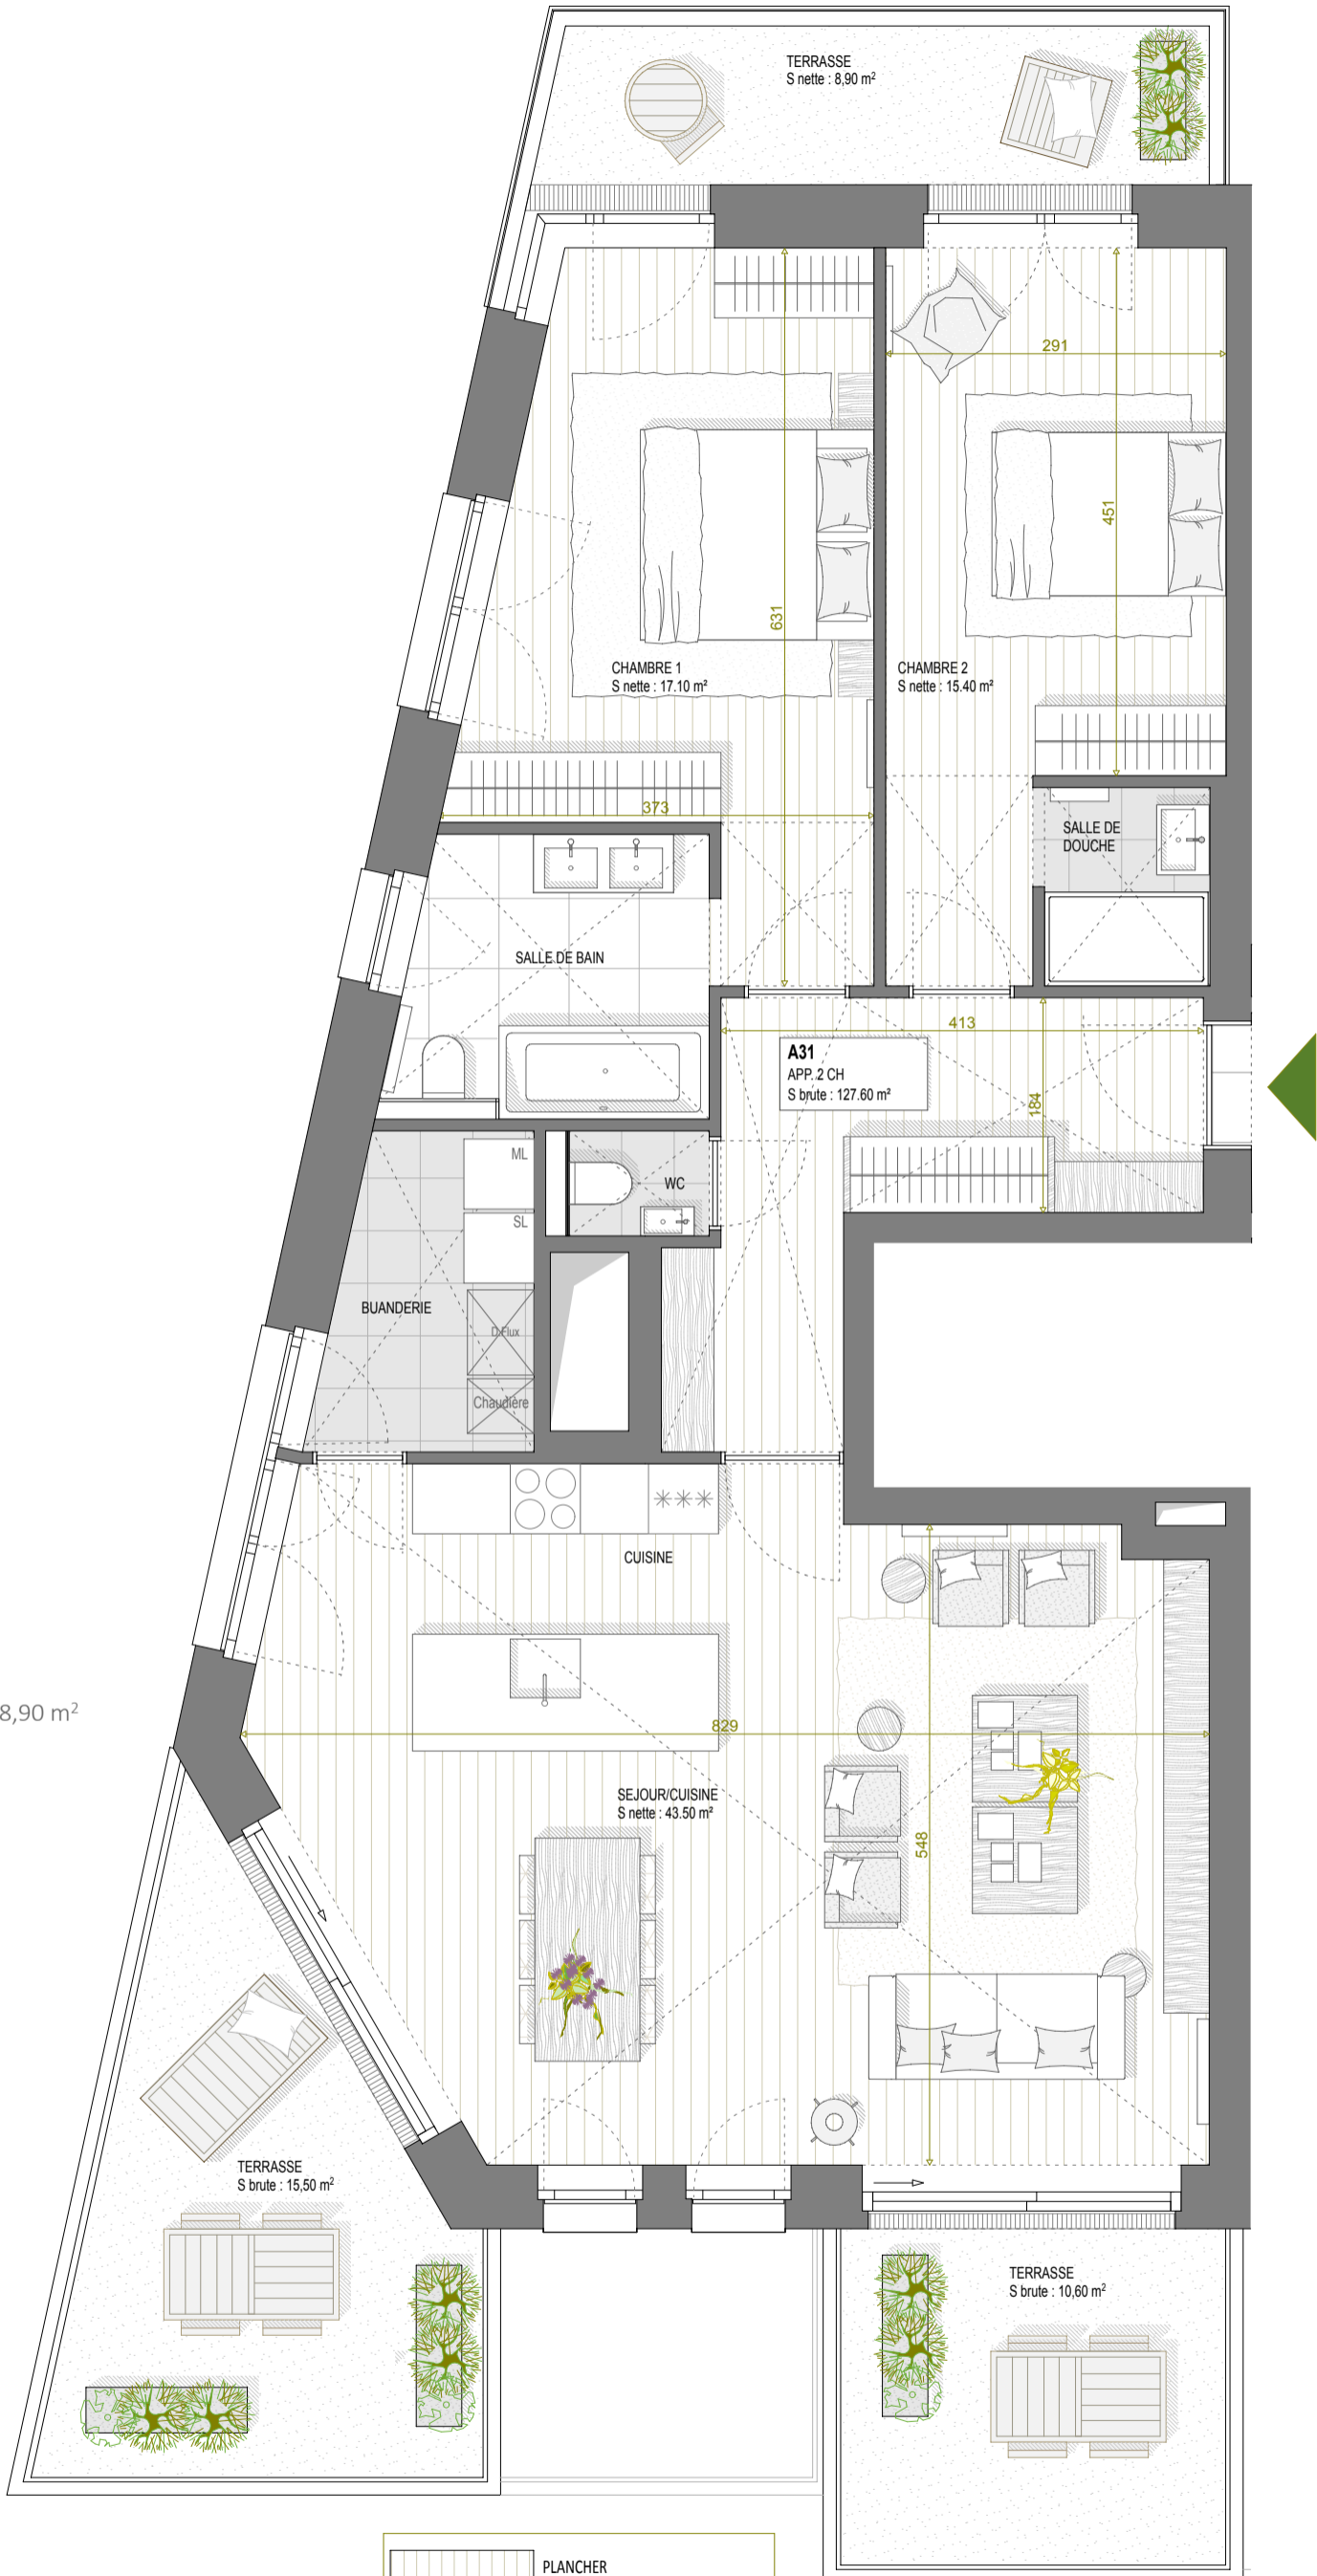 TERRASSE
S nette : 8,90 m²
291
451
631
CHAMBRE 1
S nette : 17.10 m²
CHAMBRE 2
S nette : 15.40 m²
373
SALLE DE
DOUCHE
SALLE DE BAIN
413
A31
APP. 2 CH
S brute : 127.60 m²
184
ML
WC
SL
BUANDERIE
D.Flux
Chaudière
CUISINE
8,90 m²
829
SEJOUR/CUISINE
S nette : 43.50 m²
548
TERRASSE
S brute : 15,50 m²
TERRASSE
S brute : 10,60 m²
PLANCHER